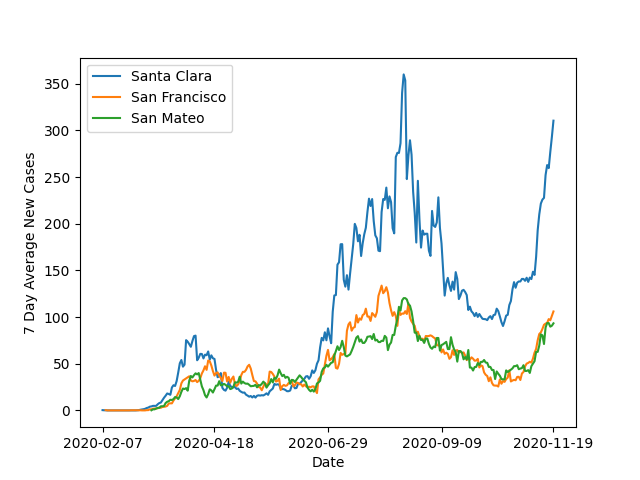 Santa Clara
San Francisco
San Mateo
7 Day Average New Cases
350
300
250
200
150
100
50
0
2020-02-07 2020-04-18 2020-06-29 2020-09-09 2020-11-19
Date